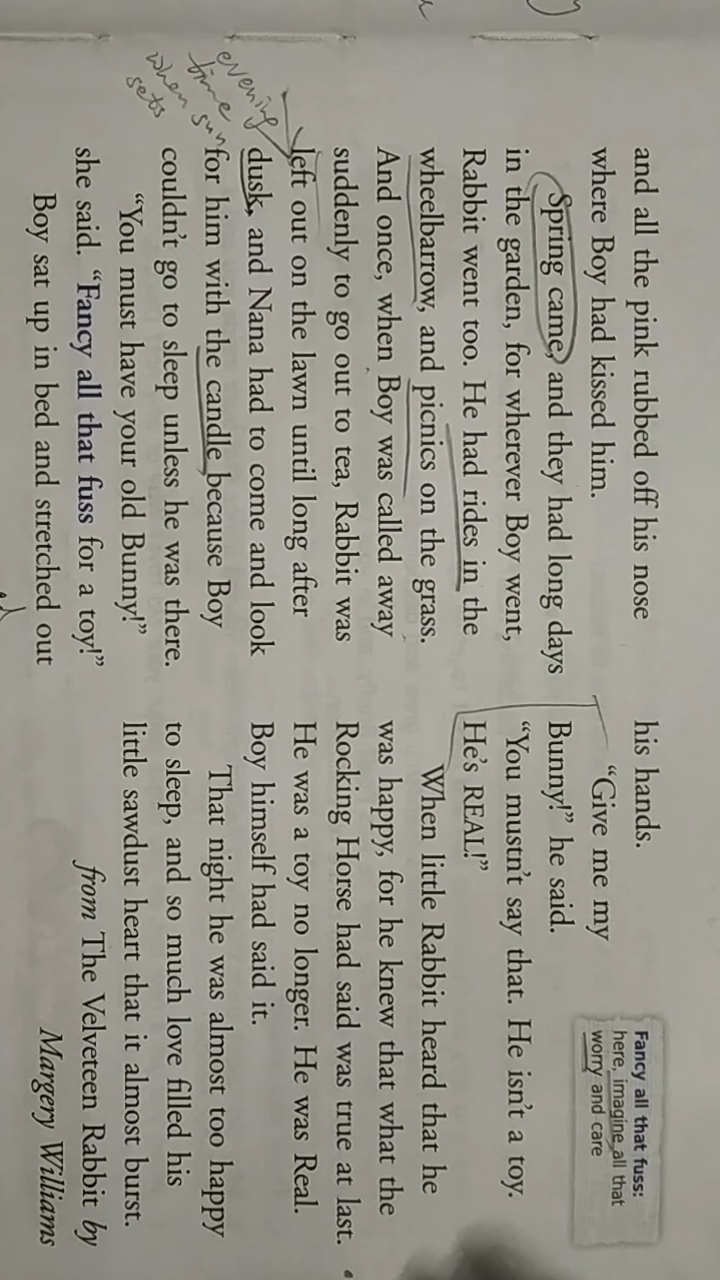 and all the pink rubbed off his nose
where Boy had kissed him.
Spring came, and they had long days
in the garden, for wherever Boy went,
Rabbit went too. He had rides in the
wheelbarrow, and picnics on the grass.
And once, when Boy was called away
suddenly to go out to tea, Rabbit was
left out on the lawn until long after
dusk, and Nana had to come and look
for him with the candle because Boy
couldn't go to sleep unless he was there.
"You must have your old Bunny!"
she said. "Fancy all that fuss for a toy!"
Boy sat up in bed and stretched out
evening
time
when sun
sets
his hands.
"Give me my
Bunny!" he said.
"You mustn't say that. He isn't a toy.
He's REAL!"
When little Rabbit heard that he
was happy, for he knew that what the
Rocking Horse had said was true at last.
He was a toy no longer. He was Real.
Boy himself had said it.
That night he was almost too happy
to sleep, and so much love filled his
little sawdust heart that it almost burst.
from The Velveteen Rabbit by
Margery Williams
Fancy all that fuss:
here, imagine all that
worry and care